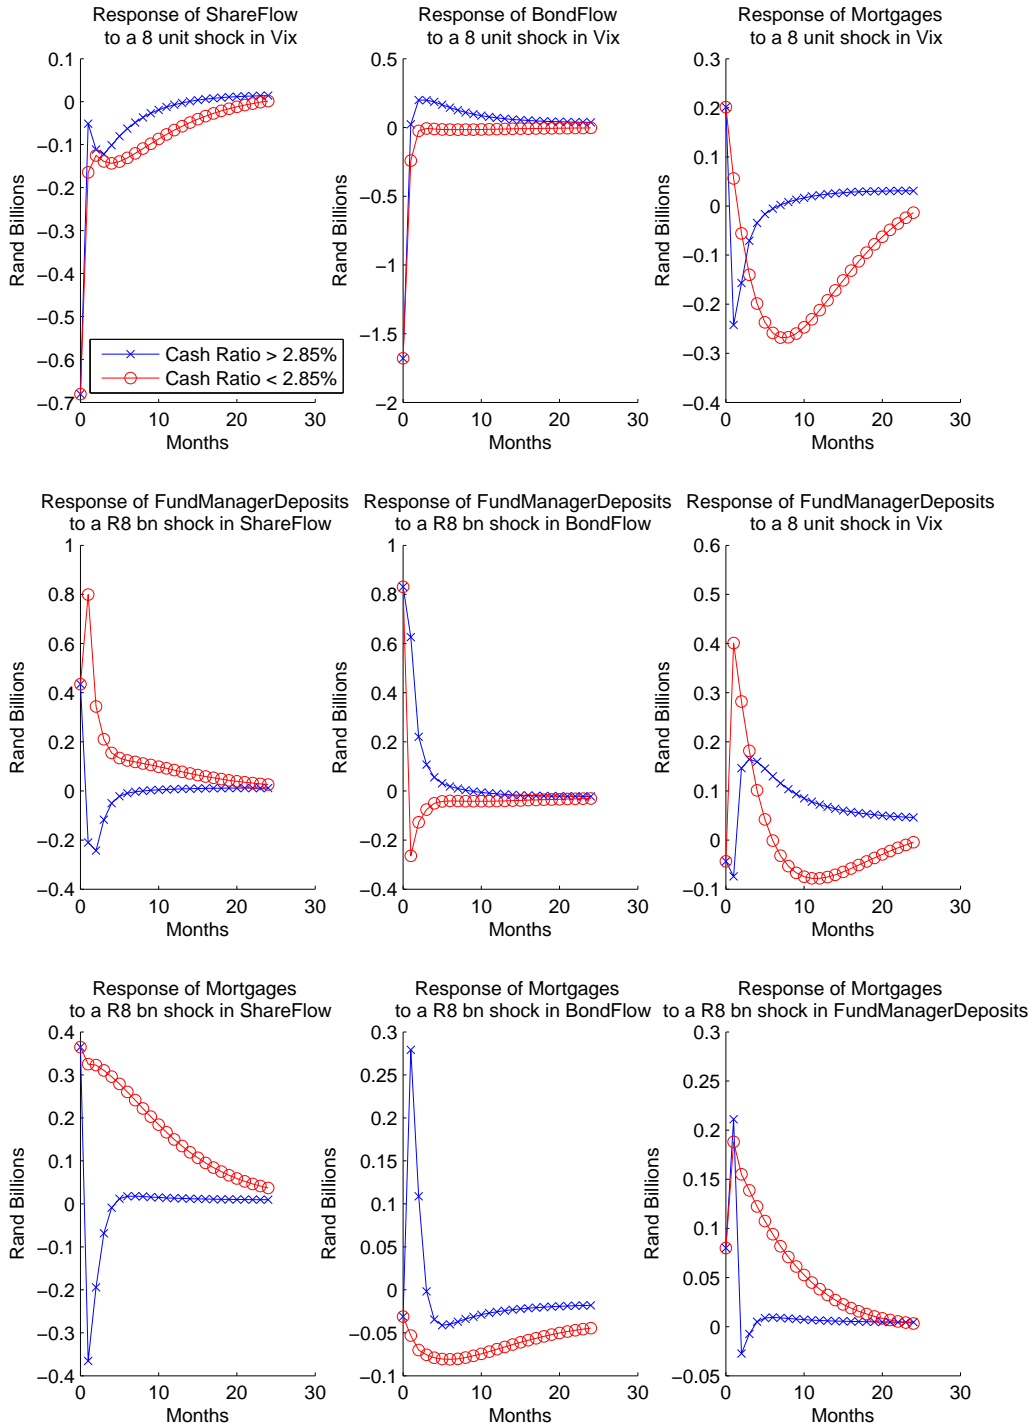 Response of ShareFlow
to a 8 unit shock in Vix
0.1
0
−0.1
−0.2
−0.3
−0.4
−0.5
−0.6
−0.7
Rand Billions
Cash Ratio > 2.85%
Cash Ratio < 2.85%
0 10 20 30
Months
Response of BondFlow
to a 8 unit shock in Vix
0.5
0
−0.5
−1
−1.5
−2
Rand Billions
0 10 20 30
Months
Response of Mortgages
to a 8 unit shock in Vix
0.3
0.2
0.1
0
−0.1
−0.2
−0.3
−0.4
Rand Billions
0 10 20 30
Months
Response of FundManagerDeposits
to a R8 bn shock in ShareFlow
1
0.8
0.6
0.4
0.2
0
−0.2
−0.4
Rand Billions
0 10 20 30
Months
Response of FundManagerDeposits
to a R8 bn shock in BondFlow
1
0.8
0.6
0.4
0.2
0
−0.2
−0.4
Rand Billions
0 10 20 30
Months
Response of FundManagerDeposits
to a 8 unit shock in Vix
0.6
0.5
0.4
0.3
0.2
0.1
0
−0.1
Rand Billions
0 10 20 30
Months
Response of Mortgages
to a R8 bn shock in ShareFlow
0.4
0.3
0.2
0.1
0
−0.1
−0.2
−0.3
−0.4
Rand Billions
0 10 20 30
Months
Response of Mortgages
to a R8 bn shock in BondFlow
0.3
0.25
0.2
0.15
0.1
0.05
0
−0.05
−0.1
Rand Billions
0 10 20 30
Months
Response of Mortgages
to a R8 bn shock in FundManagerDeposits
0.3
0.25
0.2
0.15
0.1
0.05
0
−0.05
Rand Billions
0 10 20 30
Months